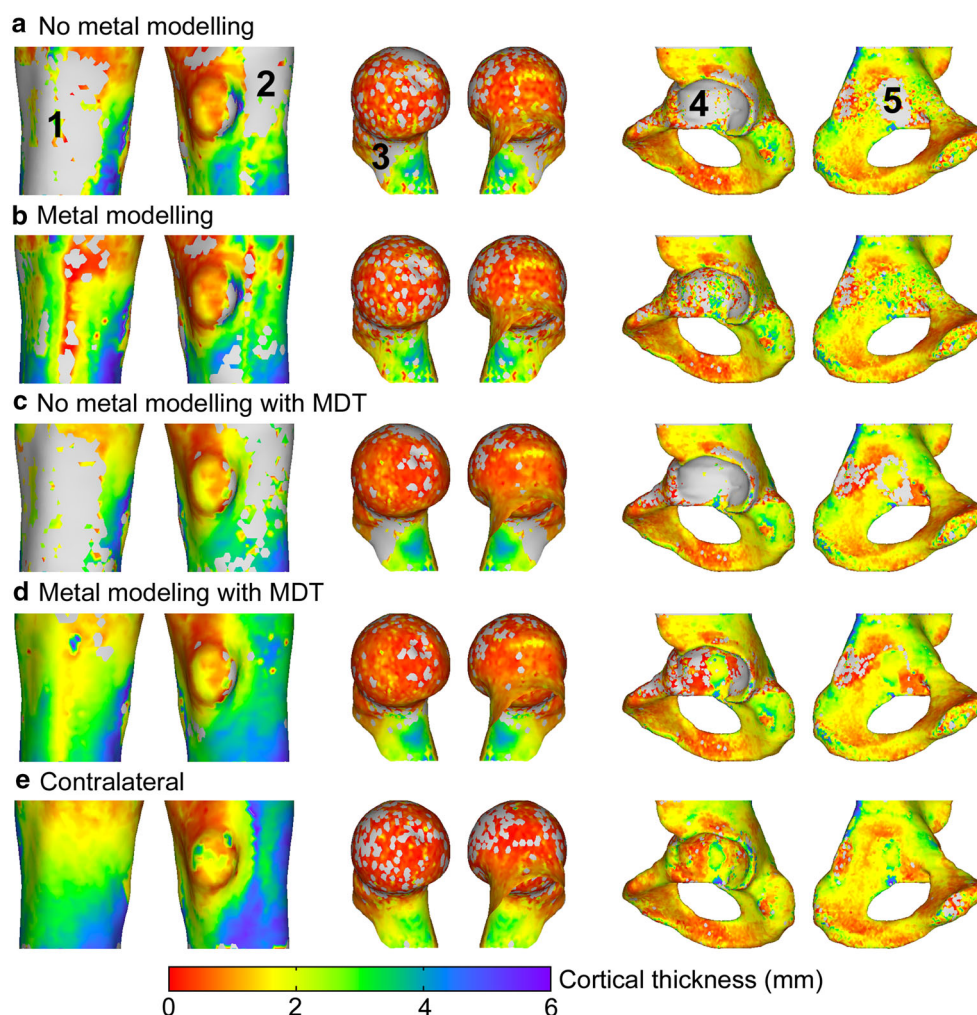 a No metal modelling
1 2 3 4 5
b Metal modelling
c No metal modelling with MDT
d Metal modeling with MDT
e Contralateral
Cortical thickness (mm)
0 2 4 6